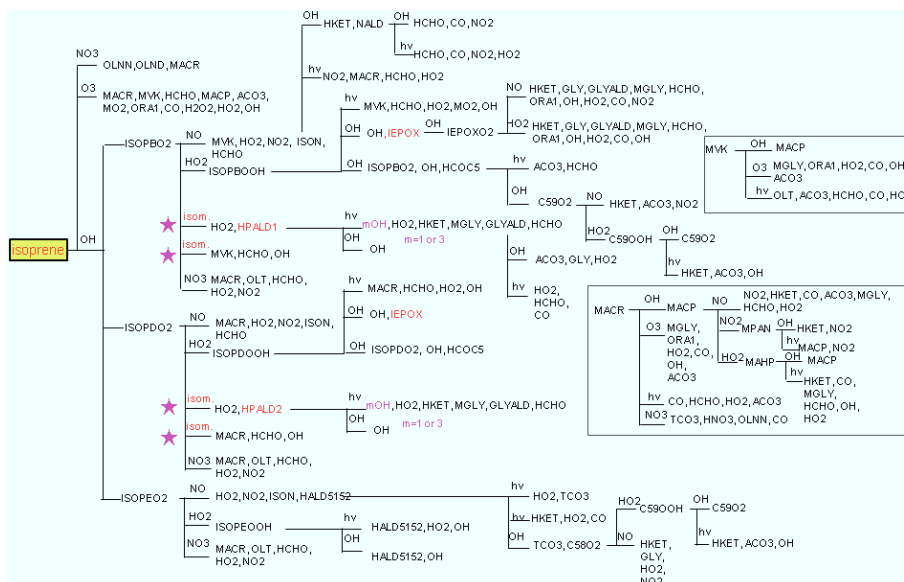 NO3
OLNN, OLND, MACR
O3
MACR, MVK, HCHO, MACP, ACO3,
MO2, ORA1, CO, H2O2, HO2, OH
isoprene
OH
ISOPBO2
NO
MVK, HO2, NO2, ISON,
HCHO
OH
HKET, NALD
OH
HCHO, CO, NO2
hv
HCHO, CO, NO2, HO2
hv
NO2, MACR, HCHO, HO2
HO2
ISOPBOOH
hv
MVK, HCHO, HO2, MO2, OH
OH
OH, IEPOX
OH
IEPOXO2
NO
HKET, GLY, GLYALD, MGLY, HCHO,
ORA1, OH, HO2, CO, NO2
HO2
HKET, GLY, GLYALD, MGLY, HCHO,
ORA1, OH, HO2, CO, OH
OH
ISOPBO2, OH, HCOC5
hv
ACO3, HCHO
OH
C59O2
NO
HKET, ACO3, NO2
HO2
C59OOH
OH
C59O2
hv
HKET, ACO3, OH
isom.
HO2, HPALD1
hv
mOH, HO2, HKET, MGLY, GLYALD, HCHO
m=1 or 3
OH
OH
OH
ACO3, GLY, HO2
hv
HO2,
HCHO,
CO
isom.
MVK, HCHO, OH
NO3
MACR, OLT, HCHO,
HO2, NO2
ISOPDO2
NO
MACR, HO2, NO2, ISON,
HCHO
HO2
ISOPDOOH
hv
MACR, HCHO, HO2, OH
OH
OH, IEPOX
OH
ISOPDO2, OH, HCOC5
isom.
HO2, HPALD2
hv
mOH, HO2, HKET, MGLY, GLYALD, HCHO
m=1 or 3
OH
OH
isom.
MACR, HCHO, OH
NO3
MACR, OLT, HCHO,
HO2, NO2
ISOPEO2
NO
HO2, NO2, ISON, HALD5152
hv
HO2, TCO3
hv
HKET, HO2, CO
OH
TCO3, C58O2
HO2
C59OOH
OH
C59O2
hv
HKET, ACO3, OH
NO
HKET,
GLY,
HO2,
NO2
HO2
ISOPEOOH
hv
HALD5152, HO2, OH
OH
HALD5152, OH
NO3
MACR, OLT, HCHO,
HO2, NO2
MVK
OH
MACP
O3
MGLY, ORA1, HO2, CO, OH
ACO3
hv
OLT, ACO3, HCHO, CO,
MACR
OH
MACP
NO
NO2, HKET, CO, ACO3, MGLY,
HCHO, HO2
NO2
MPAN
OH
HKET, NO2
hv
MACP, NO2
HO2
MAHP
OH
MACP
hv
HKET, CO,
MGLY,
HCHO, OH,
HO2
O3
MGLY,
ORA1,
HO2, CO,
OH,
ACO3
hv
CO, HCHO, HO2, ACO3
NO3
TCO3, HNO3, OLNN, CO